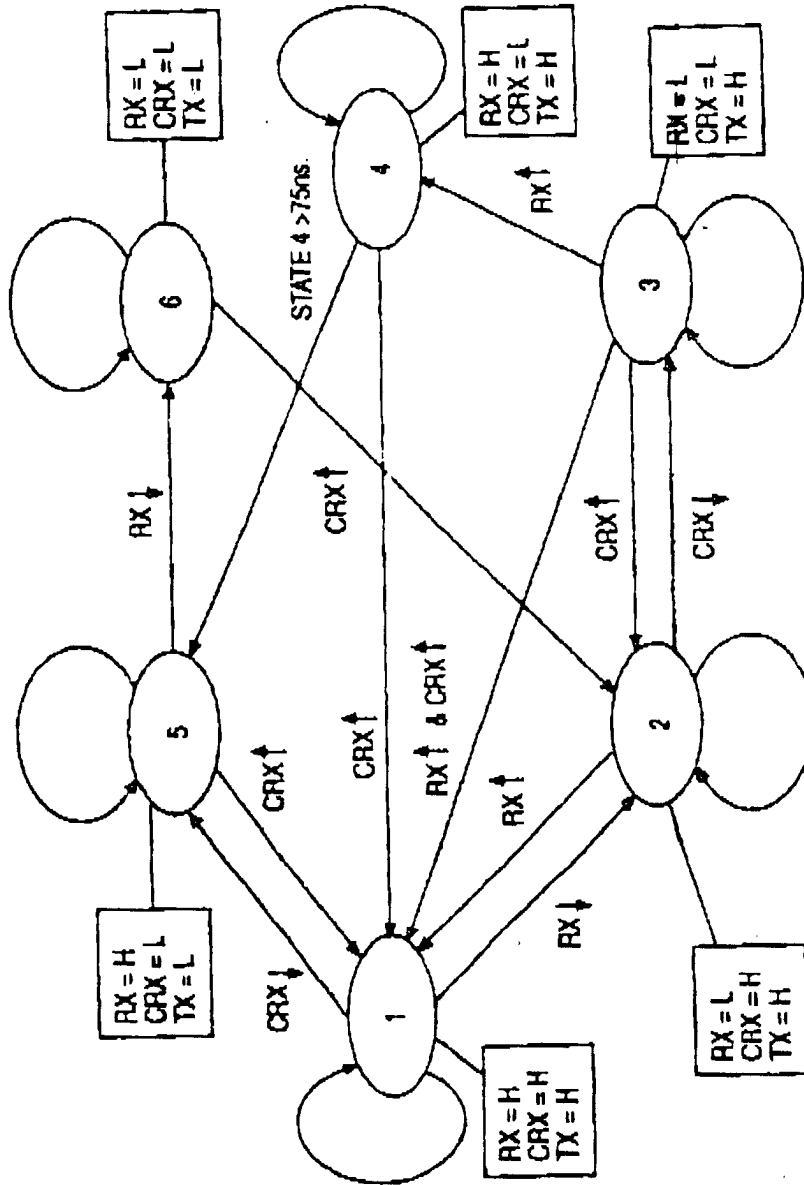 RX = H
CRX = L
TX = L
5
RX↓
6
RX = L
CRX = L
TX = L
CRX↓
CRX↑
STATE 4 >75ns.
4
RX = H
CRX = L
TX = H
1
RX = H
CRX = H
TX = H
CRX↑
CRX↑
RX↑ & CRX↑
RX↑
RX↑
RX↓
2
RX = L
CRX = H
TX = H
CRX↑
CRX↓
3
RX = L
CRX = L
TX = H